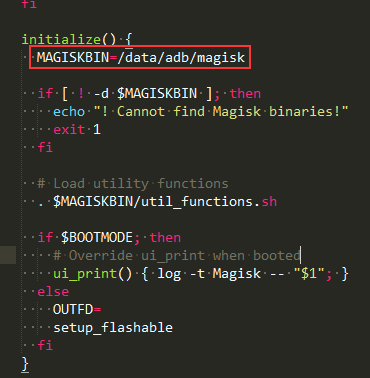 fi
initialize() {
MAGISKBIN=/data/adb/magisk
if [ ! -d $MAGISKBIN ]; then
echo "! Cannot find Magisk binaries!"
exit 1
fi
# Load utility functions
. $MAGISKBIN/util_functions.sh
if $BOOTMODE; then
# Override ui_print when booted
ui_print() { log -t Magisk -- "$1"; }
else
OUTFD=
setup_flashable
fi
}